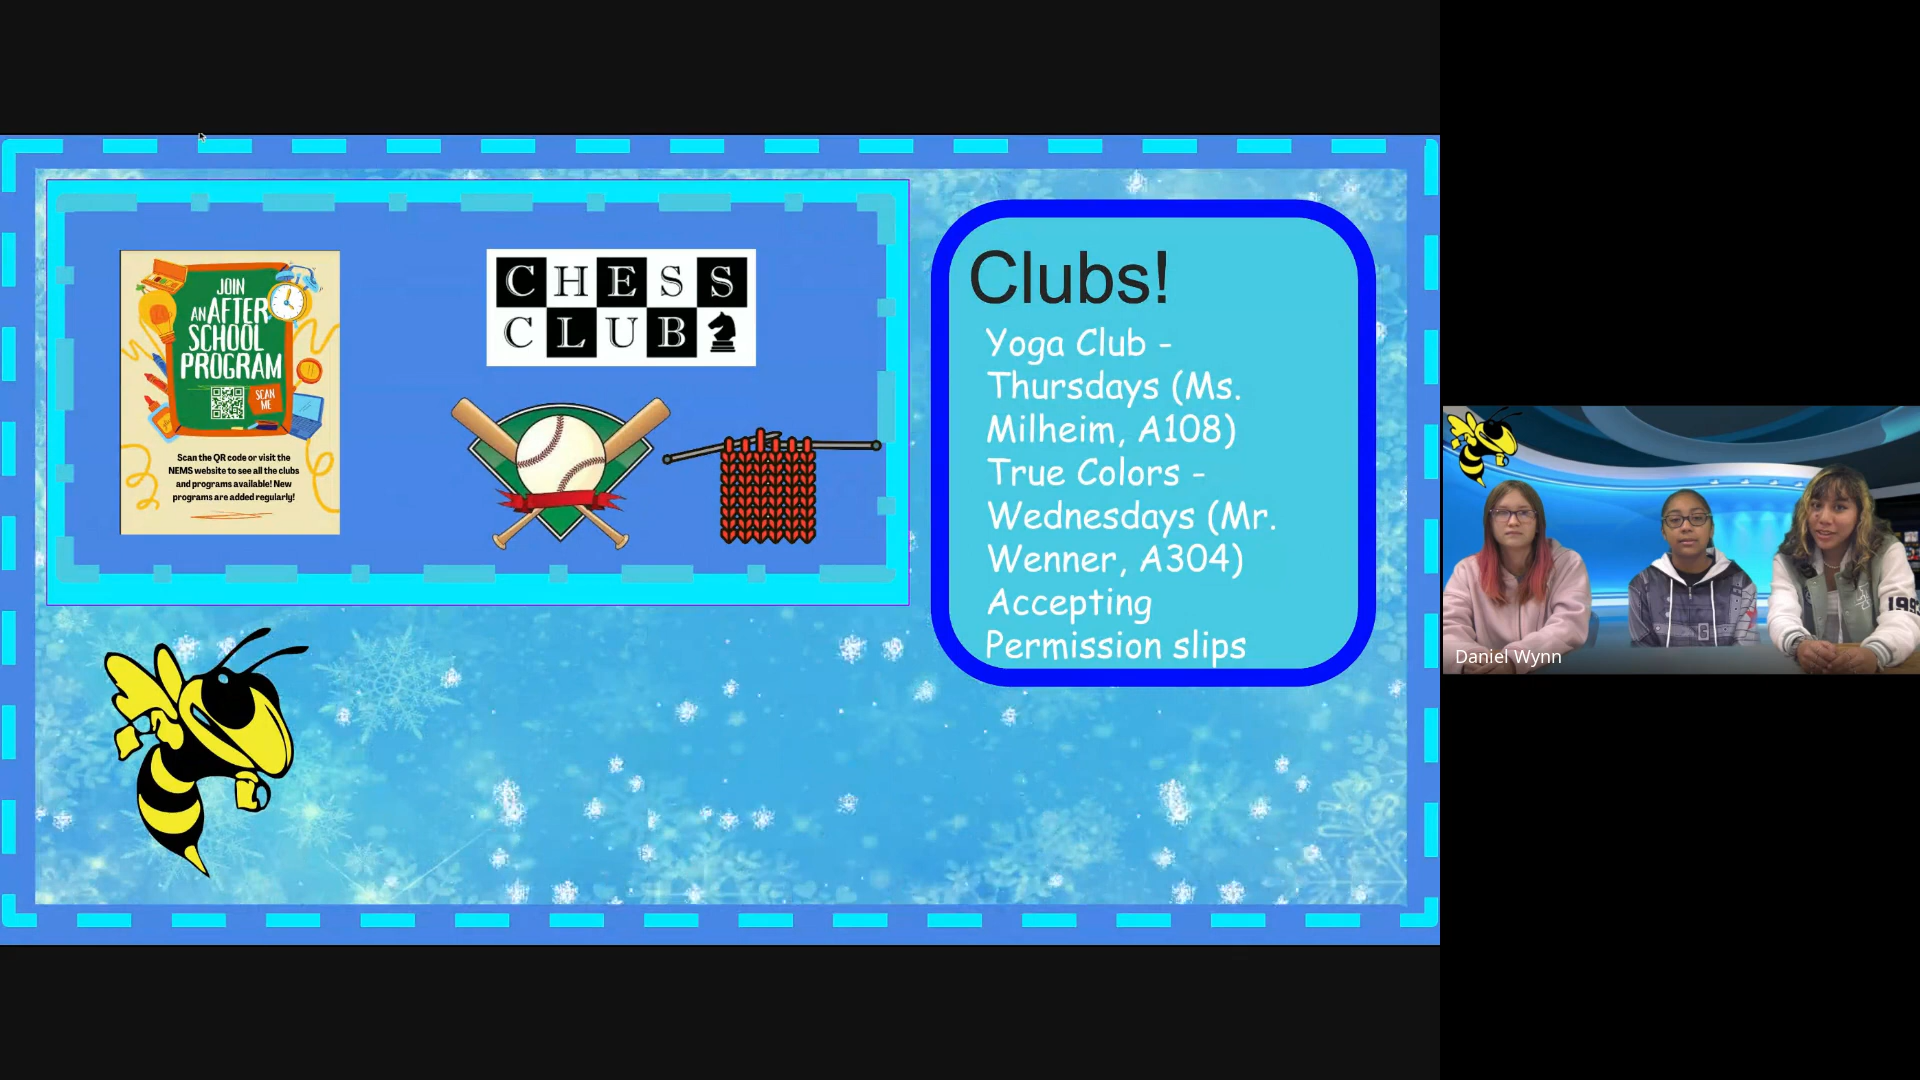 JOIN
AN AFTER
SCHOOL
PROGRAM
SCAN
ME
Scan the QR code or visit the
NEMS website to see all the clubs
and programs available! New
programs are added regularly!
CHESS
CLUB
Clubs!
Yoga Club -
Thursdays (Ms.
Milheim, A108)
True Colors -
Wednesdays (Mr.
Wenner, A304)
Accepting
Permission slips
Daniel Wynn